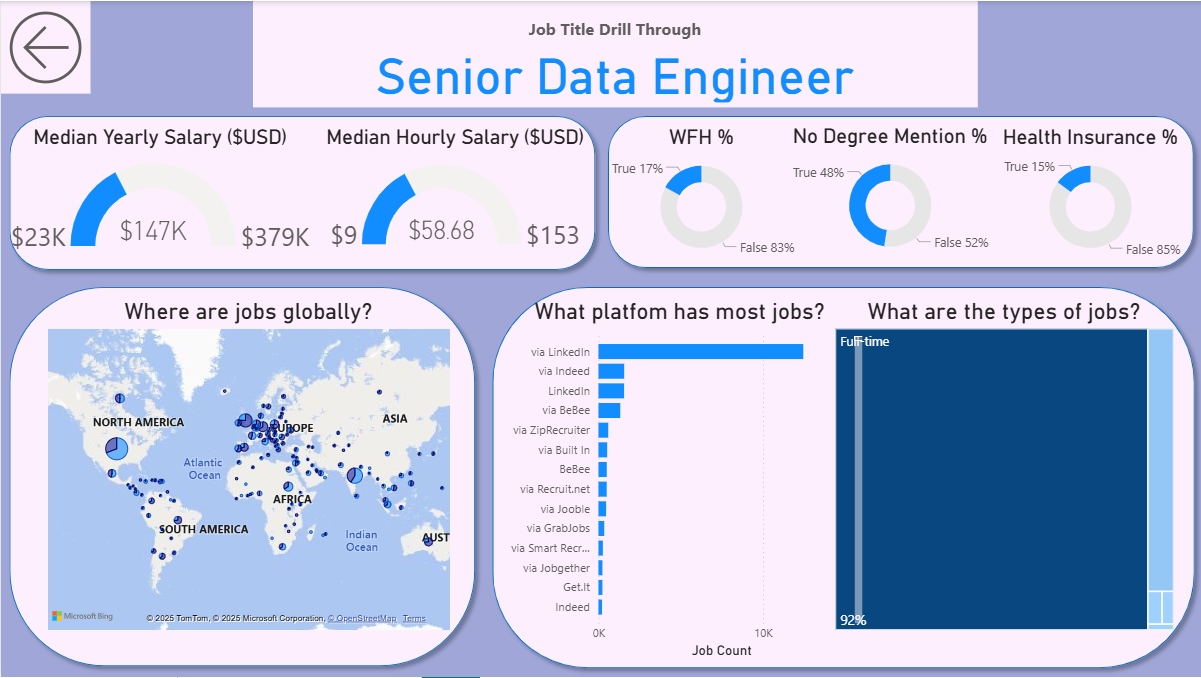 Job Title Drill Through
Senior Data Engineer
Median Yearly Salary ($USD)
$23K
$147K
$379K
Median Hourly Salary ($USD)
$9
$58.68
$153
WFH %
True 17%
False 83%
No Degree Mention %
True 48%
False 52%
Health Insurance %
True 15%
False 85%
Where are jobs globally?
NORTH AMERICA
EUROPE
ASIA
Atlantic
Ocean
AFRICA
SOUTH AMERICA
Indian
Ocean
AUST
Microsoft Bing
© 2025 TomTom, © 2025 Microsoft Corporation, © OpenStreetMap Terms
What platfom has most jobs?
via LinkedIn
via Indeed
LinkedIn
via BeBee
via ZipRecruiter
via Built In
BeBee
via Recruit.net
via Jooble
via GrabJobs
via Smart Recr...
via Jobgether
Get.It
Indeed
0K
10K
Job Count
What are the types of jobs?
Full-time
92%